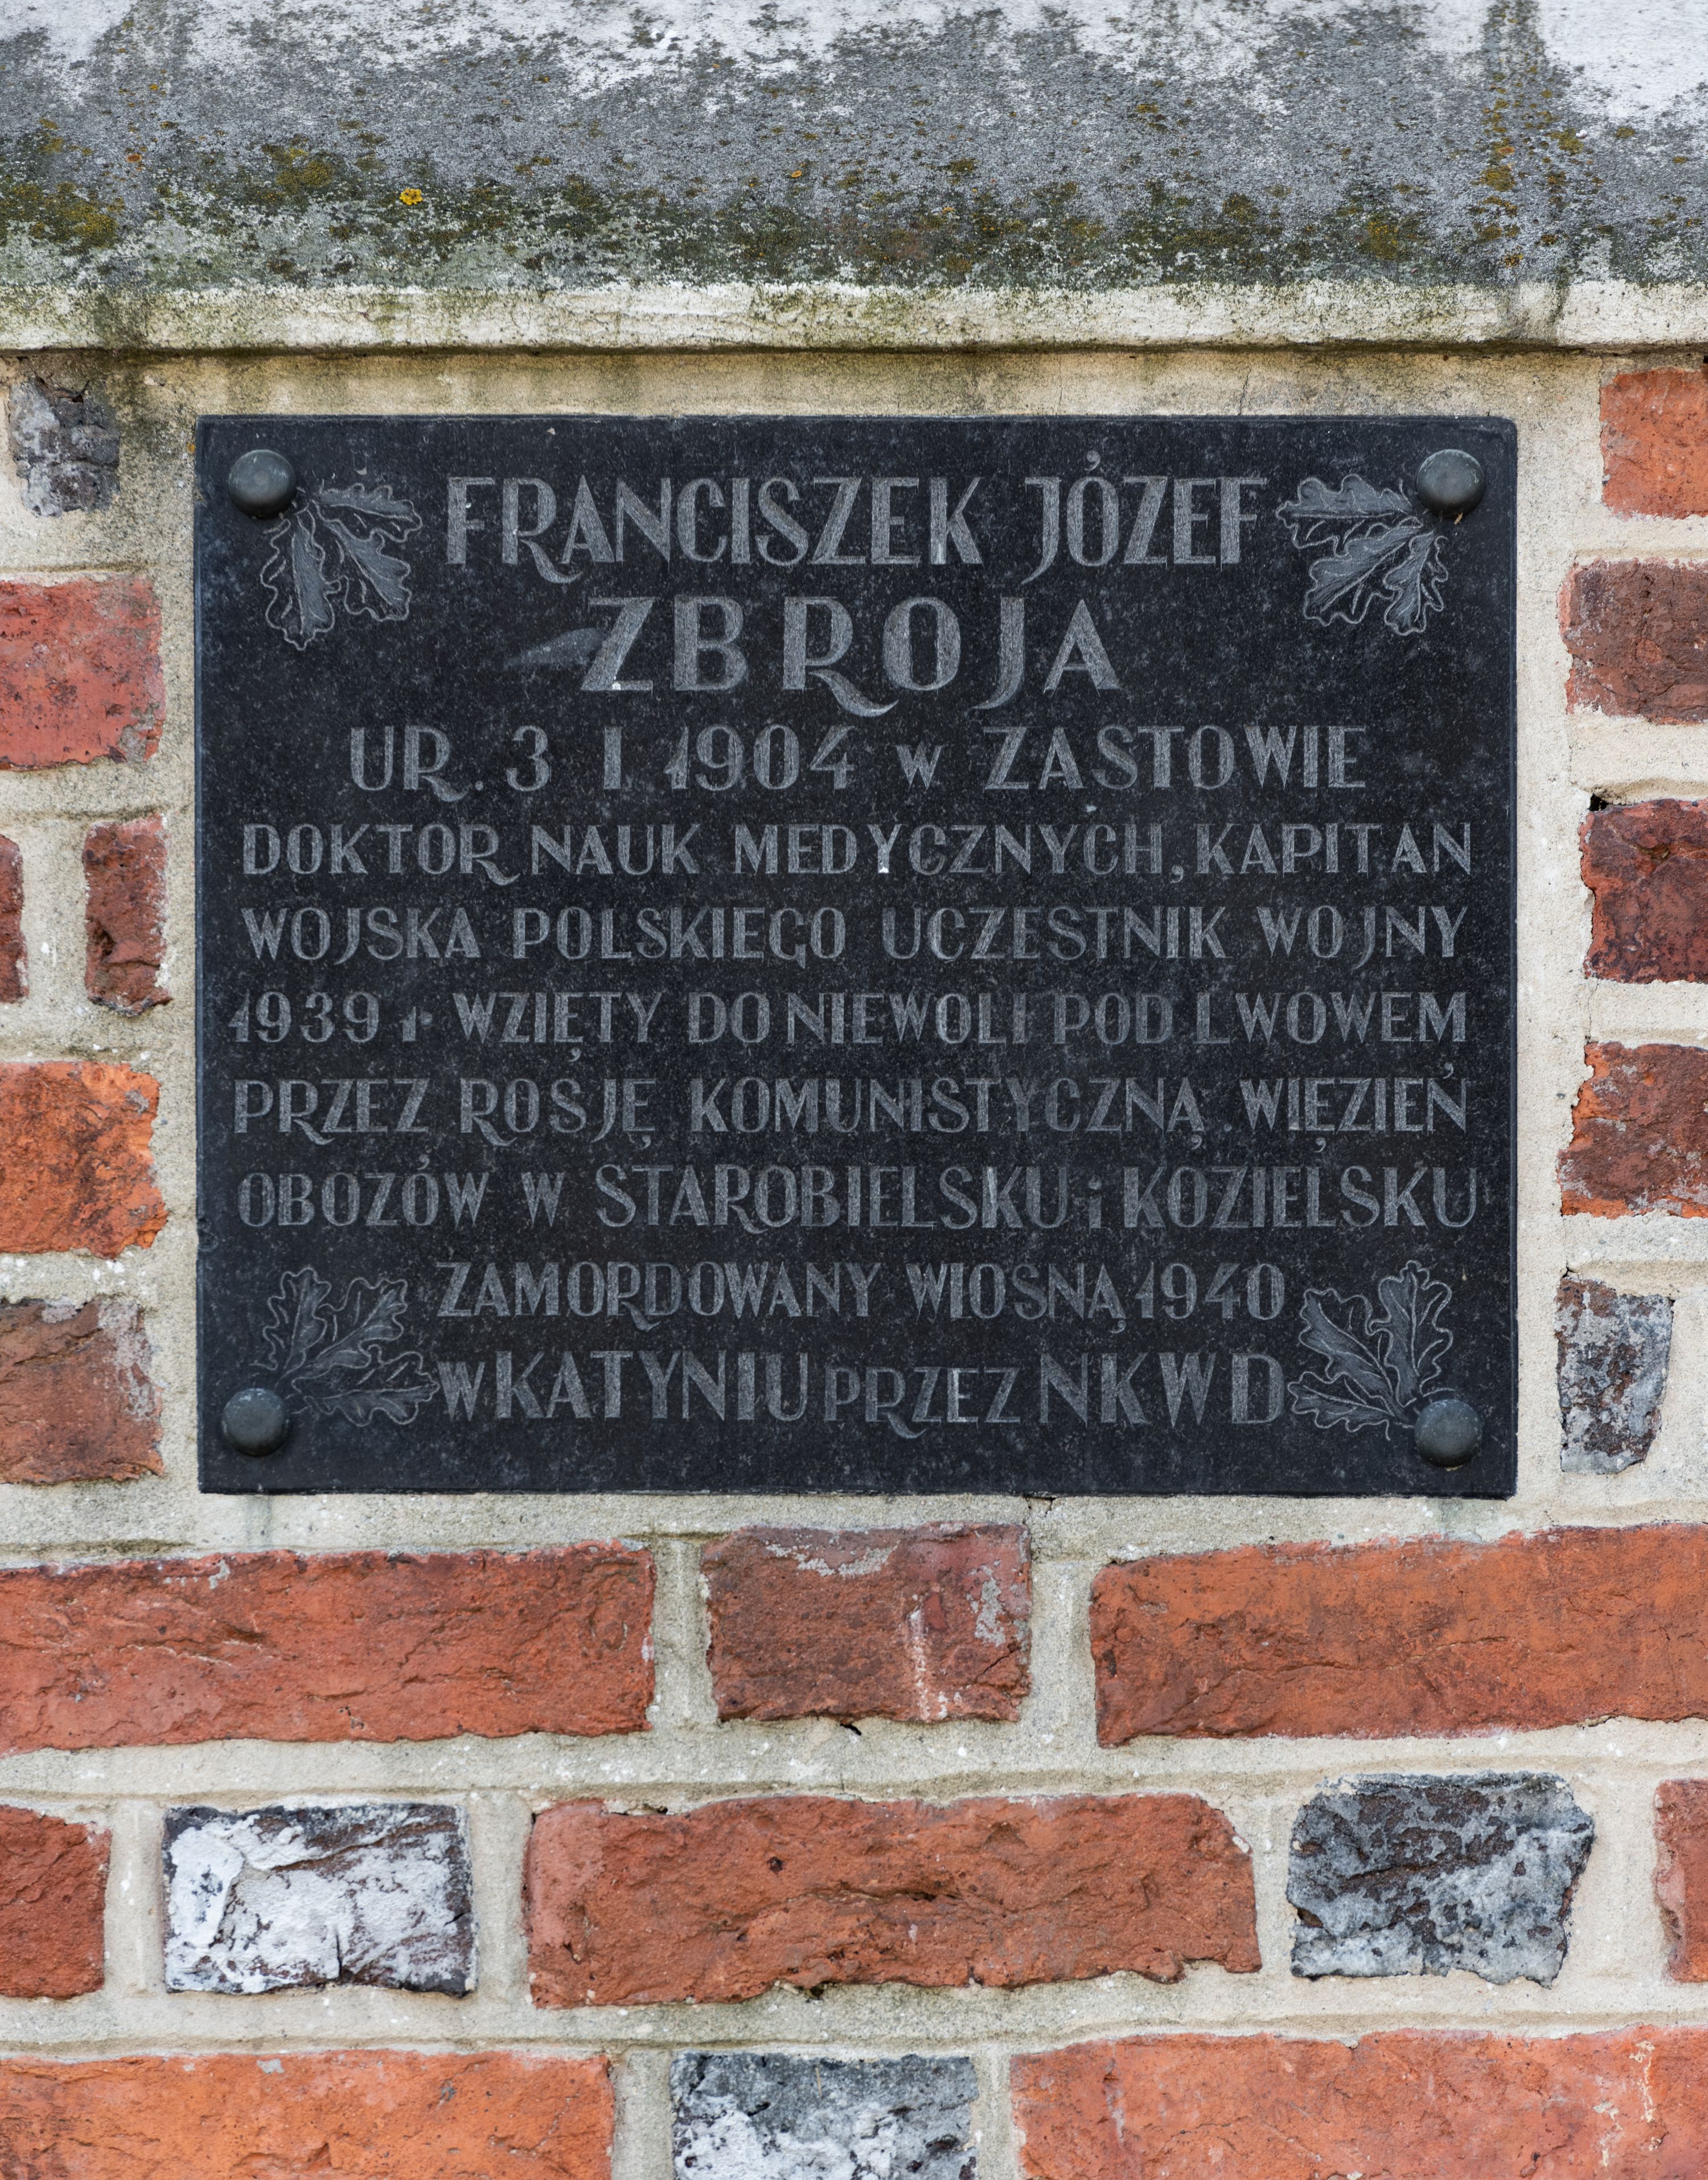 FRANCISZEK JÓZEF
ZBROJA
UR. 3 I 1904 w ZASTOWIE
DOKTOR NAUK MEDYCZNYCH, KAPITAN
WOJSKA POLSKIEGO UCZESTNIK WOJNY
1939 r WZIĘTY DO NIEWOLI POD LWOWEM
PRZEZ ROSJĘ KOMUNISTYCZNĄ WIĘZIEŃ
OBOZÓW W STAROBIELSKU i KOZIELSKU
ZAMORDOWANY WIOSNĄ 1940
W KATYNIU PRZEZ NKWD